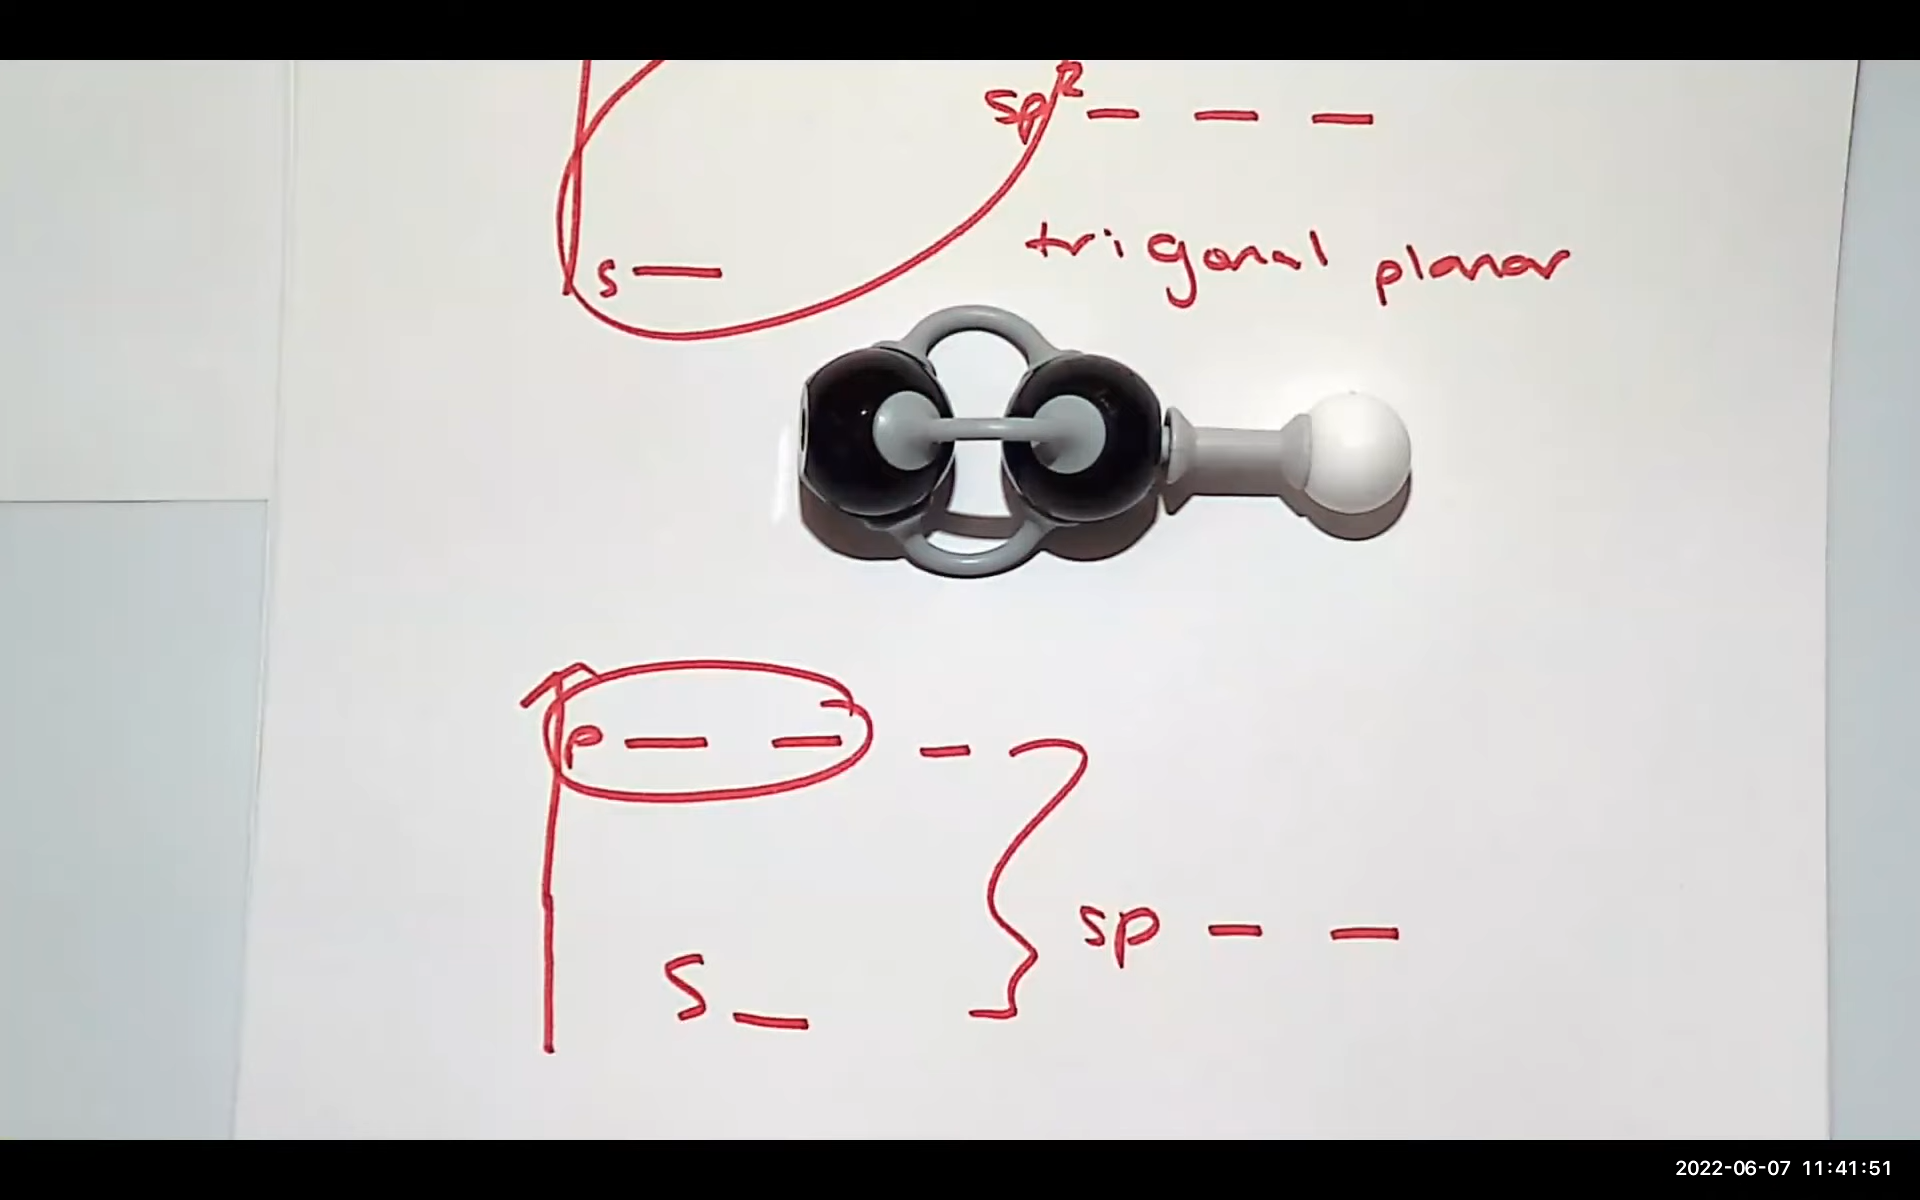 sp² _ _ _
s _
trigonal planar
p _ _ _
sp _ _
S _
2022-06-07 11:41:51